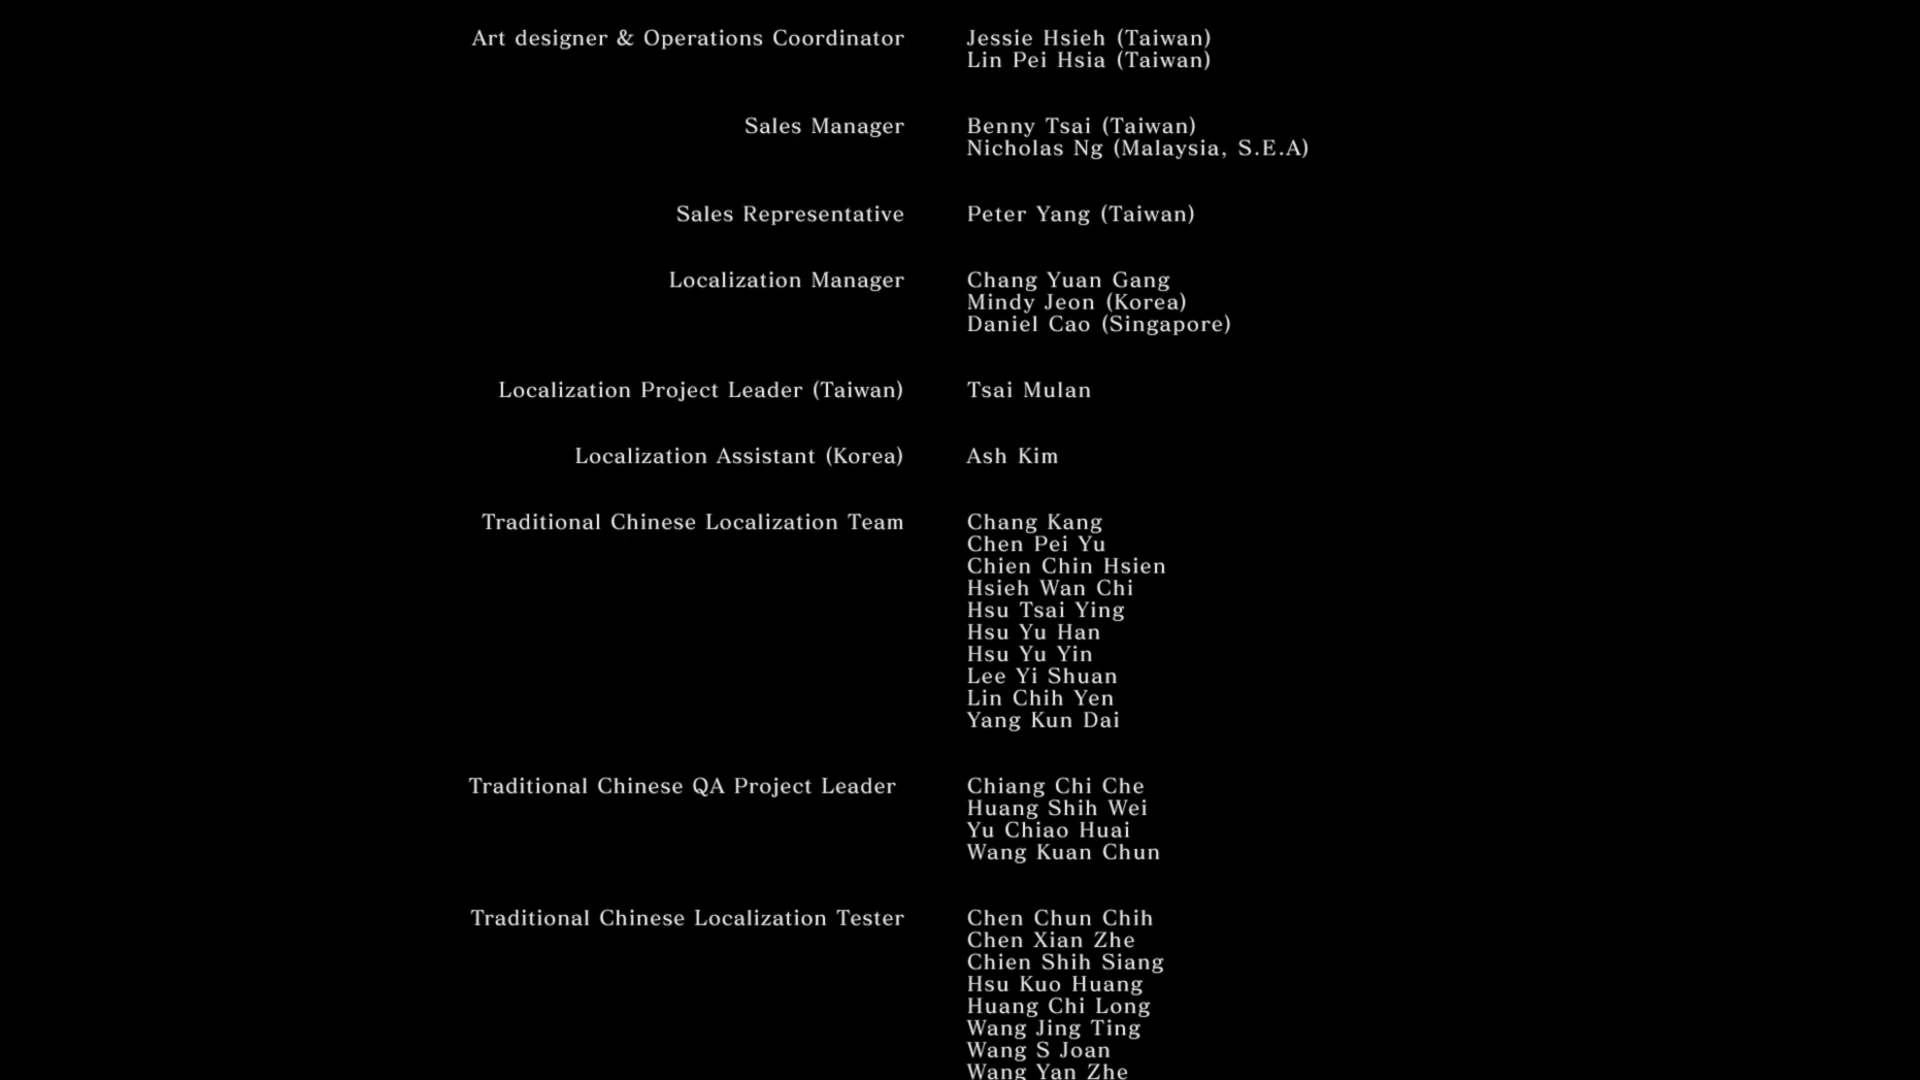 Art designer & Operations Coordinator Jessie Hsieh (Taiwan)
Lin Pei Hsia (Taiwan)
Sales Manager Benny Tsai (Taiwan)
Nicholas Ng (Malaysia, S.E.A)
Sales Representative Peter Yang (Taiwan)
Localization Manager Chang Yuan Gang
Mindy Jeon (Korea)
Daniel Cao (Singapore)
Localization Project Leader (Taiwan) Tsai Mulan
Localization Assistant (Korea) Ash Kim
Traditional Chinese Localization Team Chang Kang
Chen Pei Yu
Chien Chin Hsien
Hsieh Wan Chi
Hsu Tsai Ying
Hsu Yu Han
Hsu Yu Yin
Lee Yi Shuan
Lin Chih Yen
Yang Kun Dai
Traditional Chinese QA Project Leader Chiang Chi Che
Huang Shih Wei
Yu Chiao Huai
Wang Kuan Chun
Traditional Chinese Localization Tester Chen Chun Chih
Chen Xian Zhe
Chien Shih Siang
Hsu Kuo Huang
Huang Chi Long
Wang Jing Ting
Wang S Joan
Wang Yan Zhe